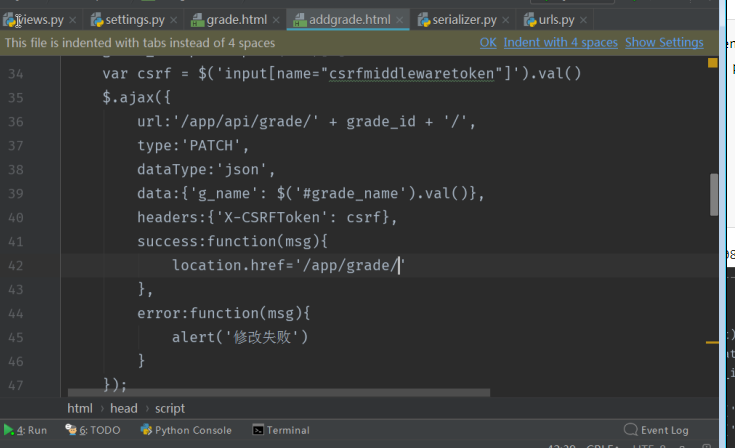 views.py settings.py grade.html addgrade.html serializer.py urls.py
This file is indented with tabs instead of 4 spaces OK Indent with 4 spaces Show Settings
34 var csrf = $('input[name="csrfmiddlewaretoken"]').val()
35 $.ajax({
36 url:'/app/api/grade/' + grade_id + '/',
37 type:'PATCH',
38 dataType:'json',
39 data:{'g_name': $('#grade_name').val()},
40 headers:{'X-CSRFToken': csrf},
41 success:function(msg){
42 location.href='/app/grade/'
43 },
44 error:function(msg){
45 alert('修改失败')
46 }
47 });
html › head › script
4: Run 6: TODO Python Console Terminal Event Log